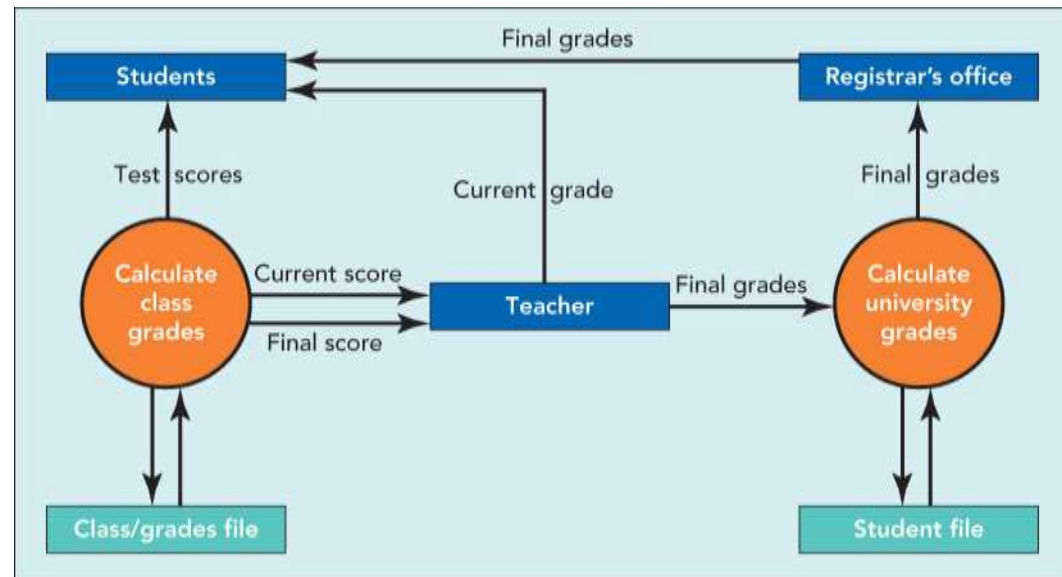 Final grades
Students
Registrar's office
Test scores
Current grade
Final grades
Calculate
class
grades
Current score
Final score
Teacher
Final grades
Calculate
university
grades
Class/grades file
Student file